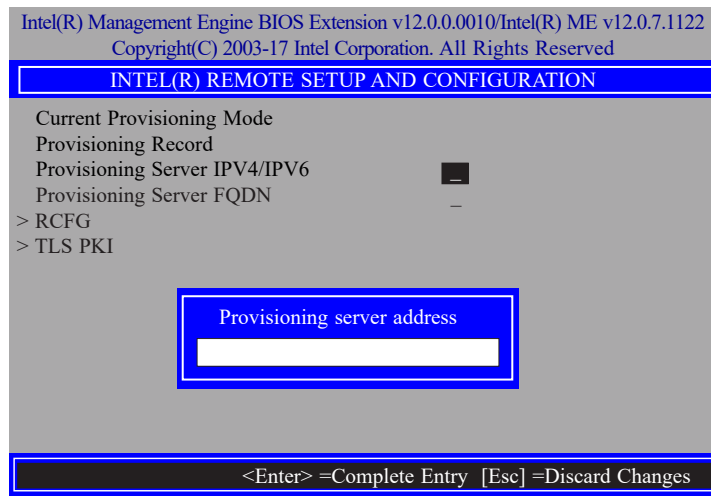 Intel(R) Management Engine BIOS Extension v12.0.0.0010/Intel(R) ME v12.0.7.1122
Copyright(C) 2003-17 Intel Corporation. All Rights Reserved
INTEL(R) REMOTE SETUP AND CONFIGURATION
Current Provisioning Mode
Provisioning Record
Provisioning Server IPV4/IPV6 _
Provisioning Server FQDN _
> RCFG
> TLS PKI
Provisioning server address
<Enter> =Complete Entry [Esc] =Discard Changes